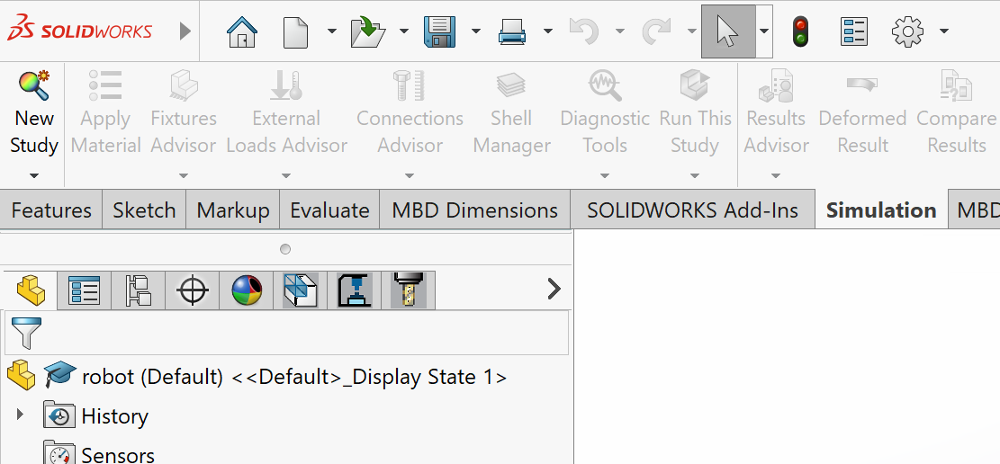 SOLIDWORKS
New Study
Apply Material
Fixtures Advisor
External Loads Advisor
Connections Advisor
Shell Manager
Diagnostic Tools
Run This Study
Results Advisor
Deformed Result
Compare Results
Features Sketch Markup Evaluate MBD Dimensions SOLIDWORKS Add-Ins Simulation MBD
robot (Default) <<Default>_Display State 1>
History
Sensors